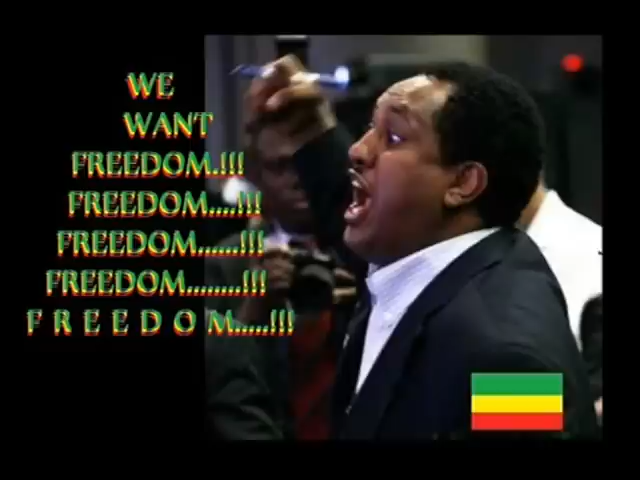 WE
WANT
FREEDOM.!!!
FREEDOM....!!!
FREEDOM......!!!
FREEDOM........!!!
F R E E D O M.....!!!